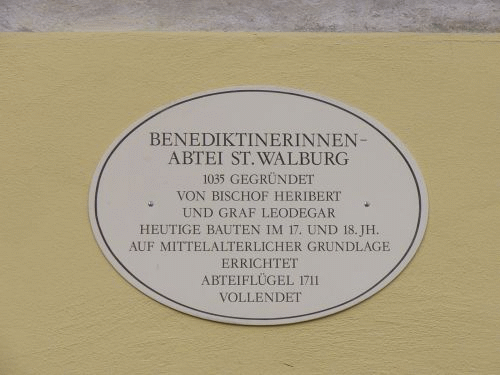 BENEDIKTINERINNEN-
ABTEI ST. WALBURG
1035 GEGRÜNDET
VON BISCHOF HERIBERT
UND GRAF LEODEGAR
HEUTIGE BAUTEN IM 17. UND 18. JH.
AUF MITTELALTERLICHER GRUNDLAGE
ERRICHTET
ABTEIFLÜGEL 1711
VOLLENDET